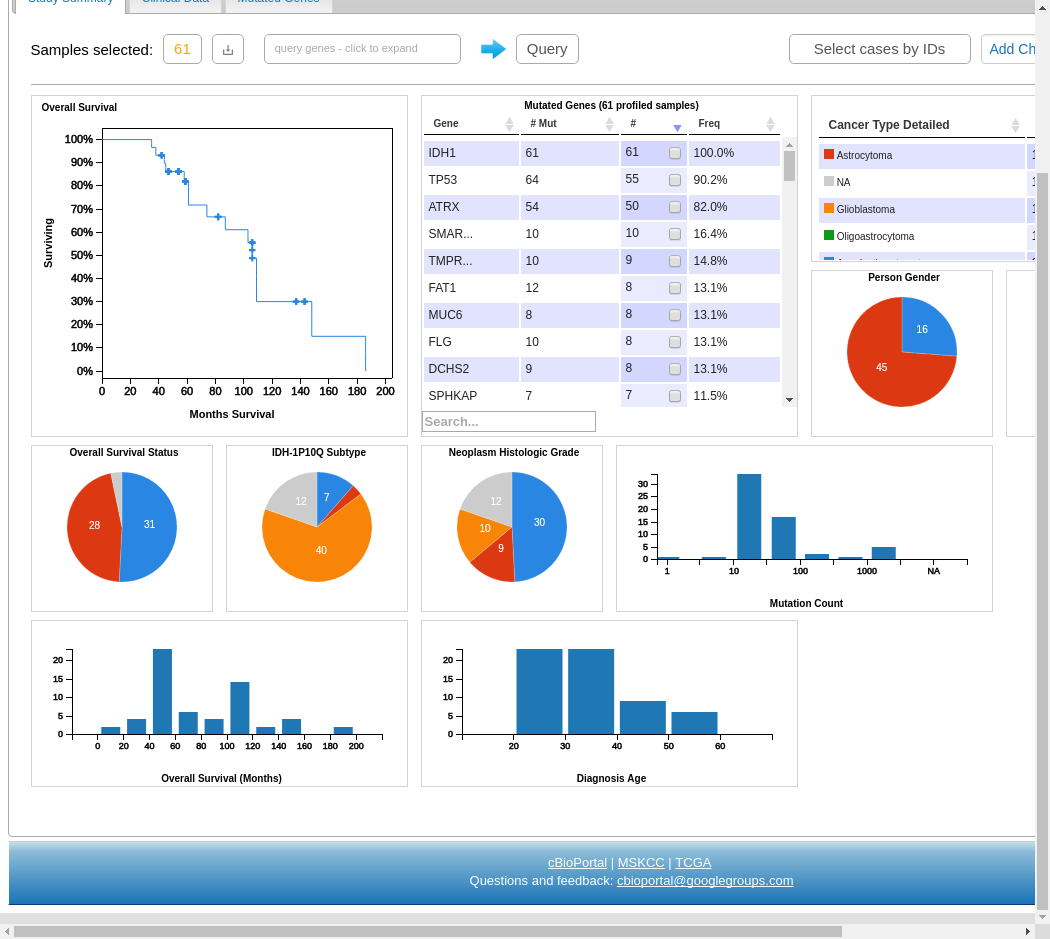 Study Summary Clinical Data Mutated Genes
Samples selected: 61 query genes - click to expand Query Select cases by IDs Add Ch
Overall Survival
100%
90%
80%
70%
60%
50%
40%
30%
20%
10%
0%
Surviving
0 20 40 60 80 100 120 140 160 180 200
Months Survival
Mutated Genes (61 profiled samples)
Gene # Mut # Freq
IDH1 61 61 100.0%
TP53 64 55 90.2%
ATRX 54 50 82.0%
SMAR... 10 10 16.4%
TMPR... 10 9 14.8%
FAT1 12 8 13.1%
MUC6 8 8 13.1%
FLG 10 8 13.1%
DCHS2 9 8 13.1%
SPHKAP 7 7 11.5%
Search...
Cancer Type Detailed
Astrocytoma
NA
Glioblastoma
Oligoastrocytoma
Person Gender
16
45
Overall Survival Status
28 31
IDH-1P10Q Subtype
12 7
40
Neoplasm Histologic Grade
12 30
10
9
30
25
20
15
10
5
0
1 10 100 1000 NA
Mutation Count
20
15
10
5
0
0 20 40 60 80 100 120 140 160 180 200
Overall Survival (Months)
20
15
10
5
0
20 30 40 50 60
Diagnosis Age
cBioPortal | MSKCC | TCGA
Questions and feedback: cbioportal@googlegroups.com